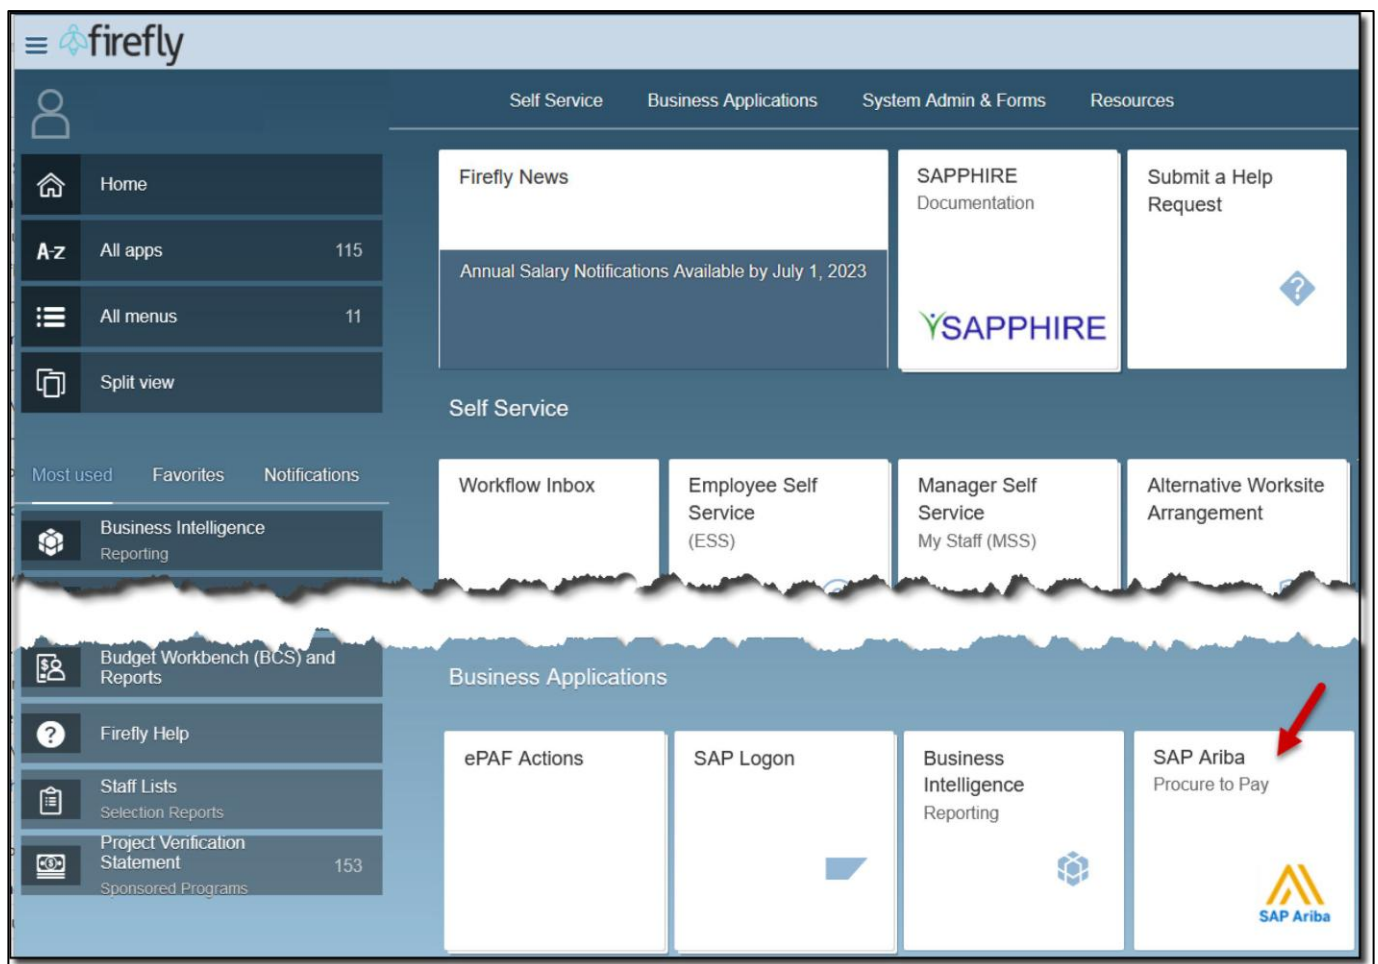 firefly
Self Service Business Applications System Admin & Forms Resources
Home
A-Z All apps 115
All menus 11
Split view
Most used Favorites Notifications
Business Intelligence
Reporting
Budget Workbench (BCS) and
Reports
Firefly Help
Staff Lists
Selection Reports
Project Verification
Statement
153
Sponsored Programs
Firefly News
Annual Salary Notifications Available by July 1, 2023
SAPPHIRE
Documentation
SAPPHIRE
Submit a Help
Request
Self Service
Workflow Inbox
Employee Self
Service
(ESS)
Manager Self
Service
My Staff (MSS)
Alternative Worksite
Arrangement
Business Applications
ePAF Actions
SAP Logon
Business
Intelligence
Reporting
SAP Ariba
Procure to Pay
SAP Ariba